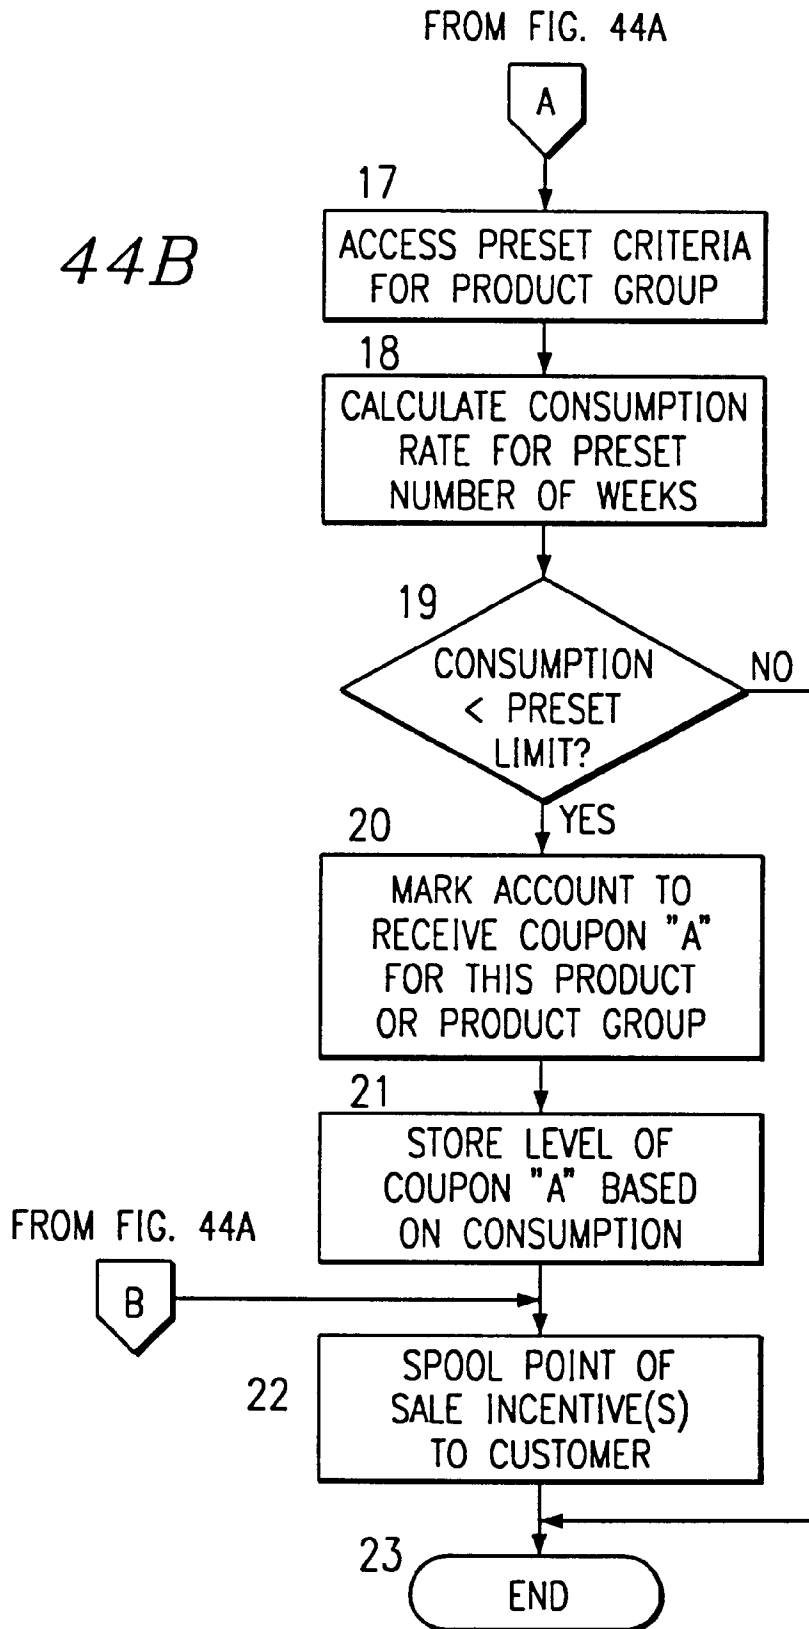 FROM FIG. 44A
A
44B
17
ACCESS PRESET CRITERIA
FOR PRODUCT GROUP
18
CALCULATE CONSUMPTION
RATE FOR PRESET
NUMBER OF WEEKS
19
CONSUMPTION
< PRESET
LIMIT?
NO
YES
20
MARK ACCOUNT TO
RECEIVE COUPON "A"
FOR THIS PRODUCT
OR PRODUCT GROUP
21
STORE LEVEL OF
COUPON "A" BASED
ON CONSUMPTION
FROM FIG. 44A
B
22
SPOOL POINT OF
SALE INCENTIVE(S)
TO CUSTOMER
23
END